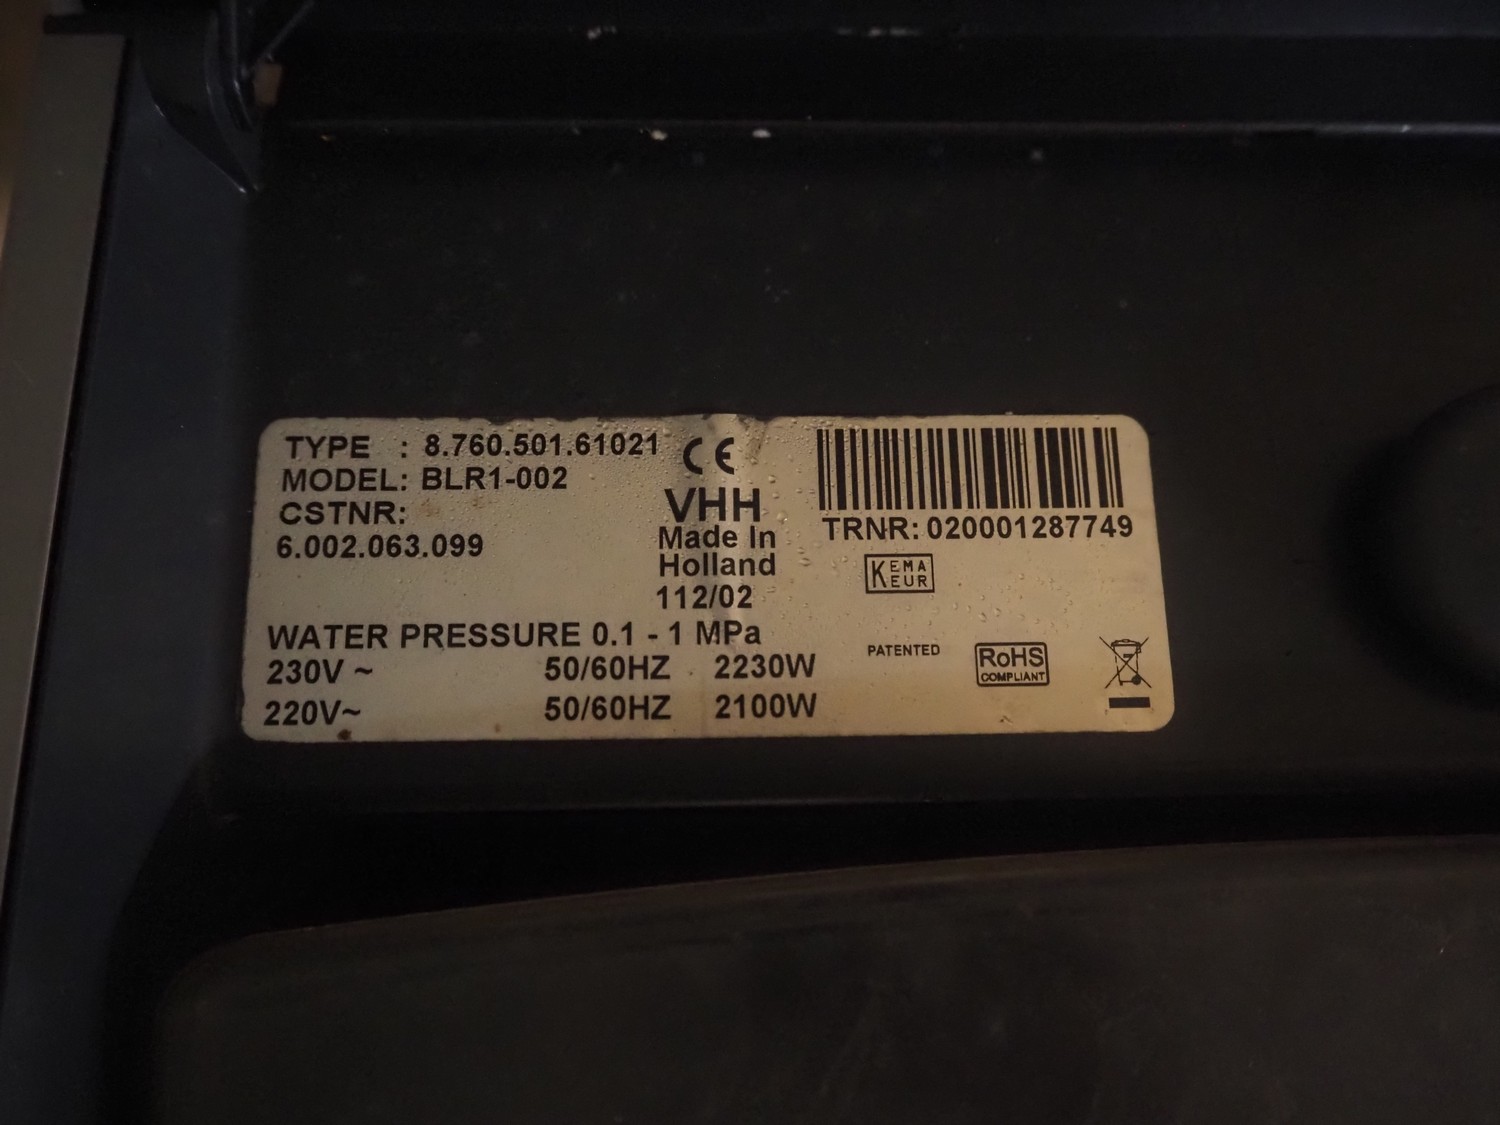 TYPE : 8.760.501.61021
MODEL: BLR1-002
CSTNR:
6.002.063.099
CE
VHH
Made In
Holland
112/02
TRNR: 020001287749
KEMA
EUR
WATER PRESSURE 0.1 - 1 MPa
230V ~ 50/60HZ 2230W
220V~ 50/60HZ 2100W
PATENTED
RoHS
COMPLIANT